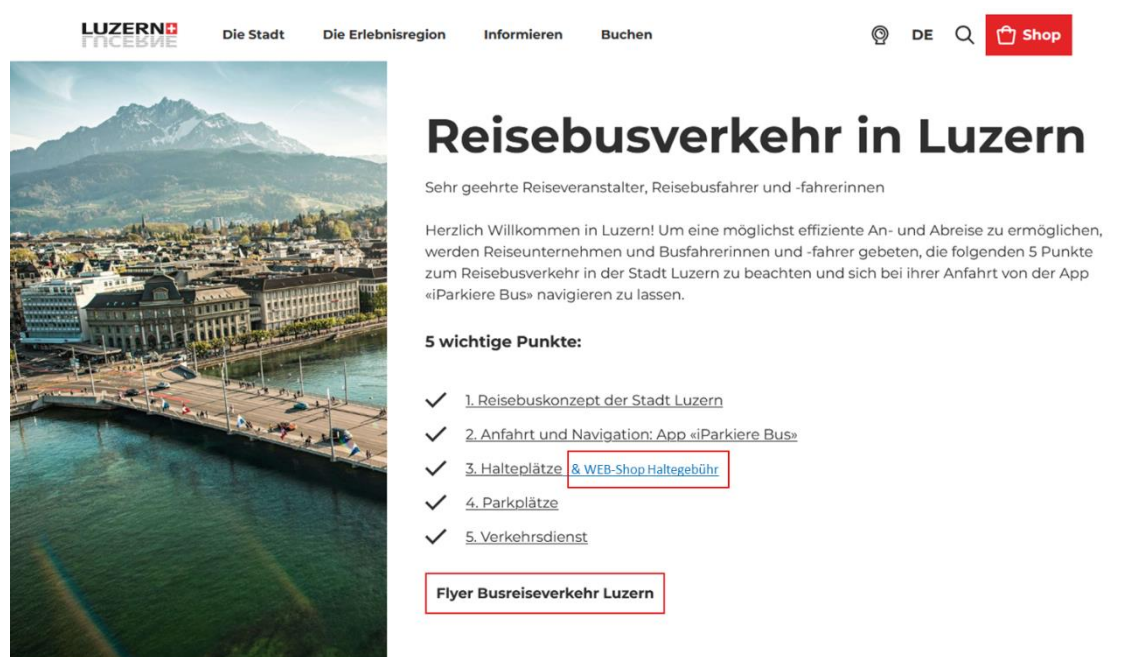 LUZERN
LUCERNE
Die Stadt Die Erlebnisregion Informieren Buchen DE Shop
Reisebusverkehr in Luzern
Sehr geehrte Reiseveranstalter, Reisebusfahrer und -fahrerinnen
Herzlich Willkommen in Luzern! Um eine möglichst effiziente An- und Abreise zu ermöglichen,
werden Reiseunternehmen und Busfahrerinnen und -fahrer gebeten, die folgenden 5 Punkte
zum Reisebusverkehr in der Stadt Luzern zu beachten und sich bei ihrer Anfahrt von der App
«iParkiere Bus» navigieren zu lassen.
5 wichtige Punkte:
1. Reisebuskonzept der Stadt Luzern
2. Anfahrt und Navigation: App «iParkiere Bus»
3. Halteplätze & WEB-Shop Haltegebühr
4. Parkplätze
5. Verkehrsdienst
Flyer Busreiseverkehr Luzern